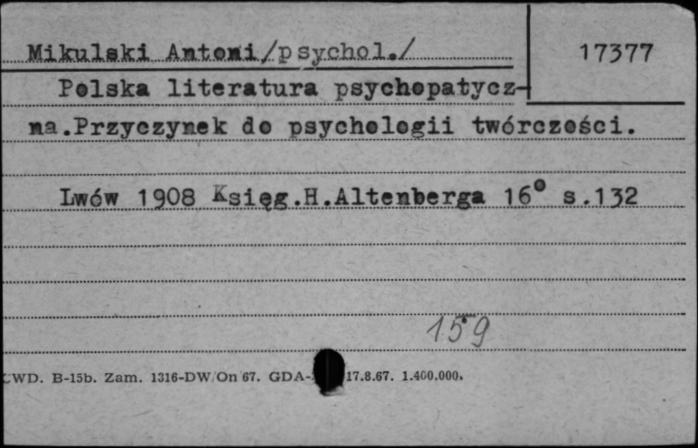 Mikulski Antoni/psychol./
17377
Polska literatura psychopatycz-
na.Przyczynek do psychologii twórczości.
Lwów 1908 Księg.H.Altenberga 16° s.132
159
CWD. B-15b. Zam. 1316-DW/On 67. GDA- 17.8.67. 1.400.000.